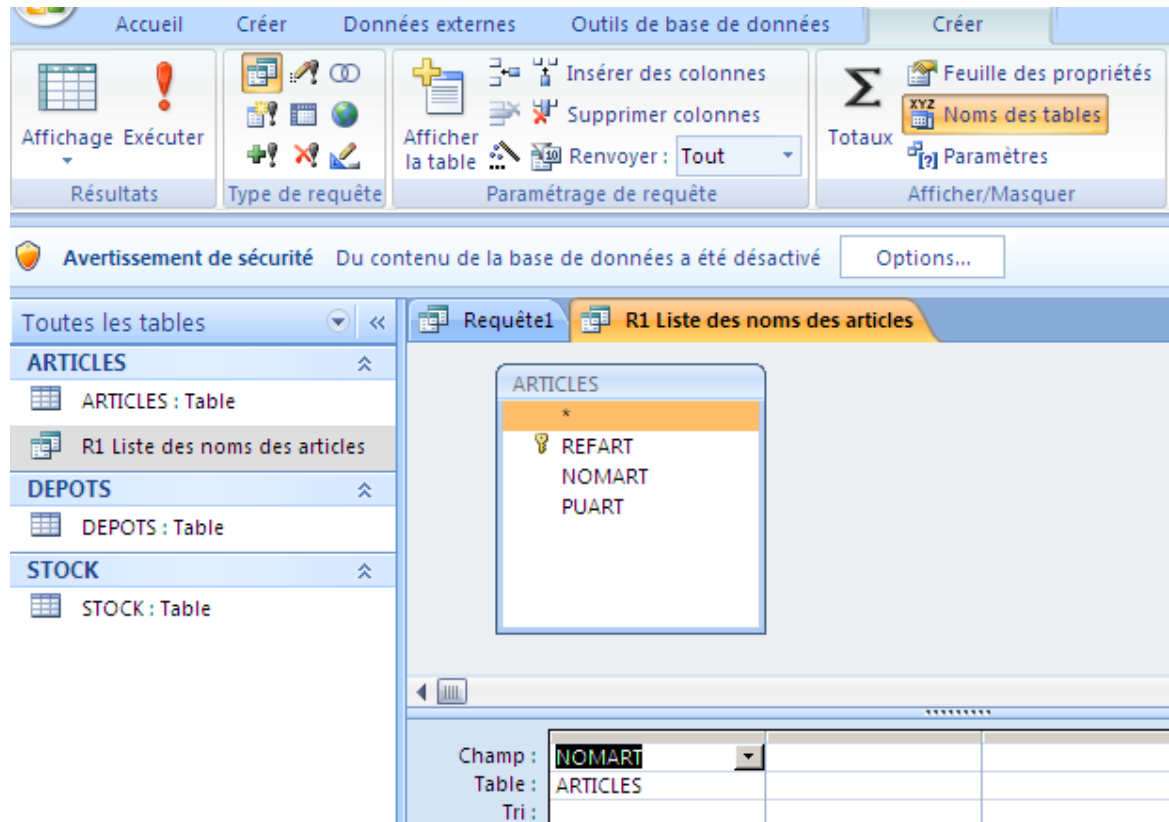 Accueil Créer Données externes Outils de base de données Créer
Affichage Exécuter
Résultats
Type de requête
Afficher la table
Insérer des colonnes
Supprimer colonnes
Renvoyer : Tout
Paramétrage de requête
Totaux
XYZ
Feuille des propriétés
Noms des tables
Paramètres
Afficher/Masquer
Avertissement de sécurité Du contenu de la base de données a été désactivé Options...
Toutes les tables
ARTICLES
ARTICLES : Table
R1 Liste des noms des articles
DEPOTS
DEPOTS : Table
STOCK
STOCK : Table
Requête1 R1 Liste des noms des articles
ARTICLES
*
REFART
NOMART
PUART
Champ : NOMART
Table : ARTICLES
Tri :